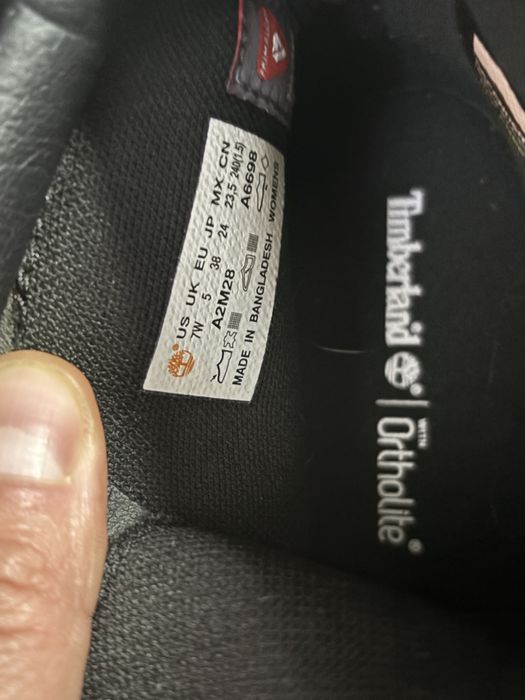 US UK EU JP MX CN
7W 5 38 24 23,5 240(1.5)
A2M28 A6698
MADE IN BANGLADESH WOMENS
Timberland
WITH
Ortholite®